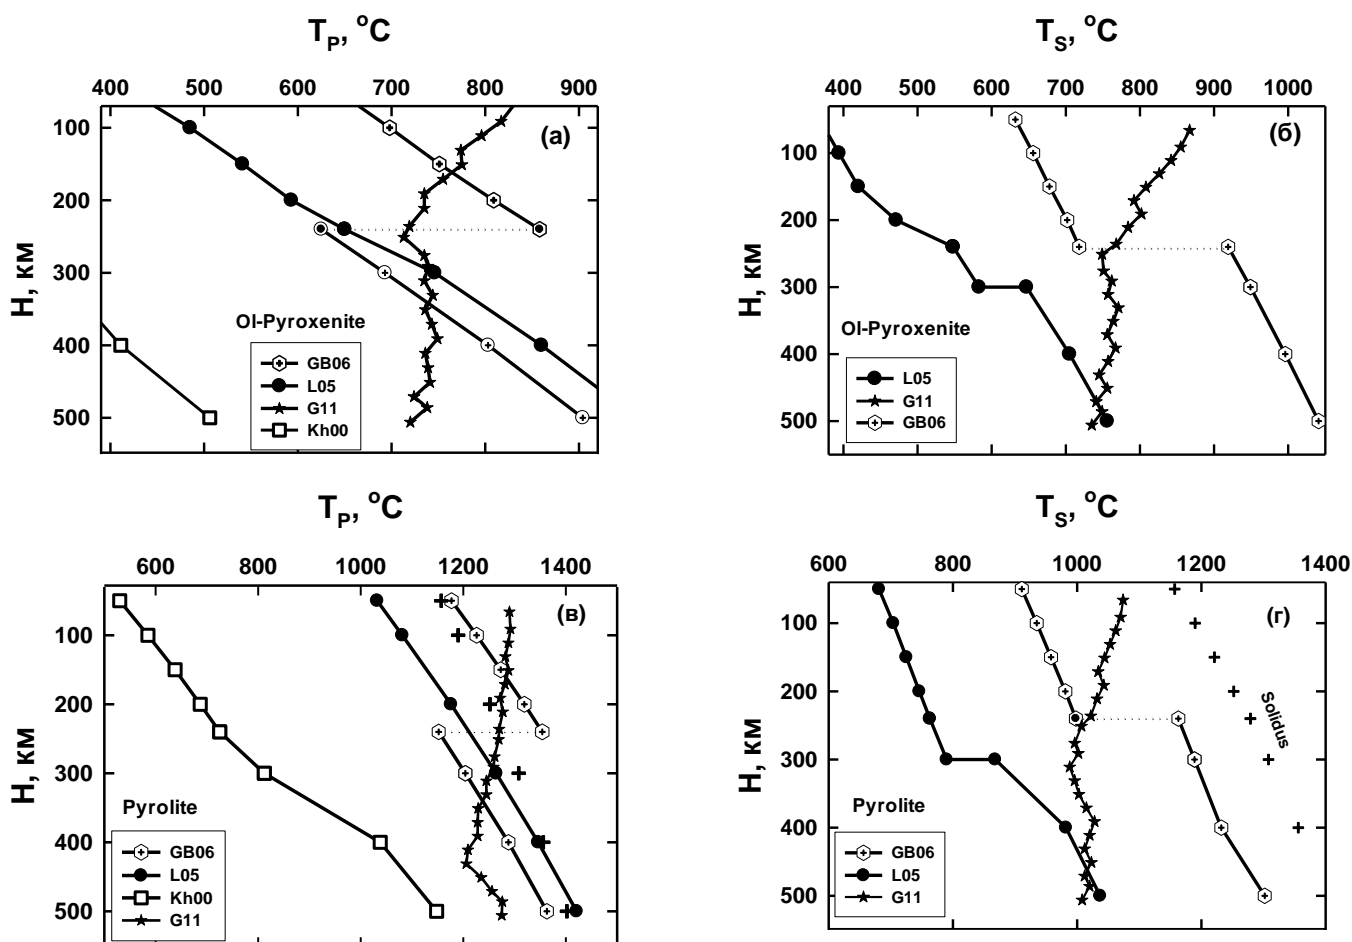 T_P, °C
400 500 600 700 800 900
H, км
100
200
300
400
500
(а)
Ol-Pyroxenite
GB06
L05
G11
Kh00
T_S, °C
400 500 600 700 800 900 1000
H, км
100
200
300
400
500
(б)
Ol-Pyroxenite
L05
G11
GB06
T_P, °C
600 800 1000 1200 1400
H, км
100
200
300
400
500
(в)
Pyrolite
GB06
L05
Kh00
G11
T_S, °C
600 800 1000 1200 1400
H, км
100
200
300
400
500
(г)
Solidus
Pyrolite
GB06
L05
G11